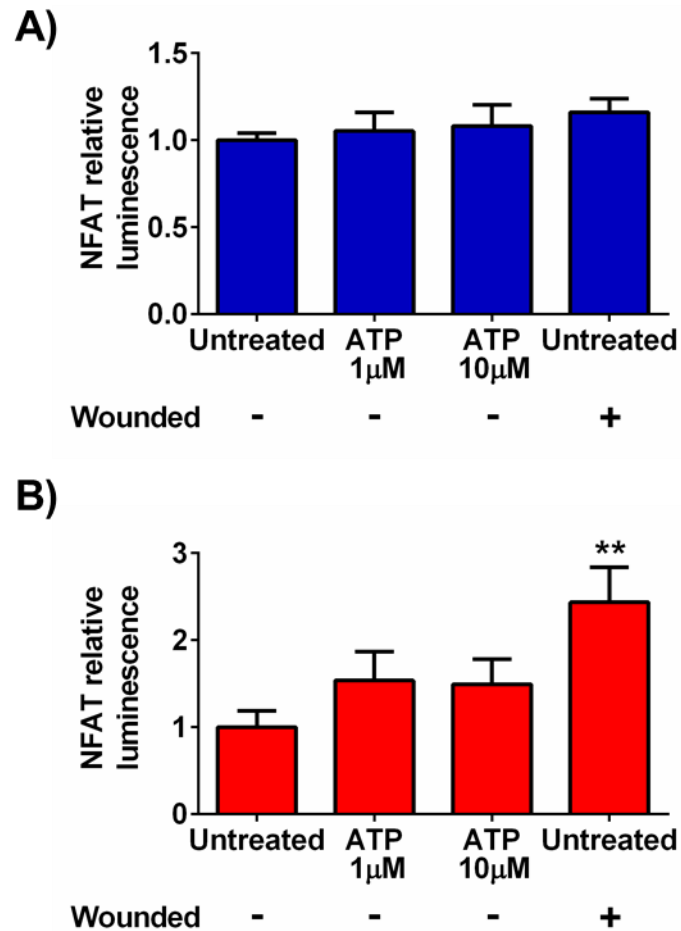 A)
NFAT relative
luminescence
1.5
1.0
0.5
0.0
Untreated ATP ATP Untreated
1μM 10μM
Wounded - - - +
B)
NFAT relative
luminescence
3
2
1
0
**
Untreated ATP ATP Untreated
1μM 10μM
Wounded - - - +